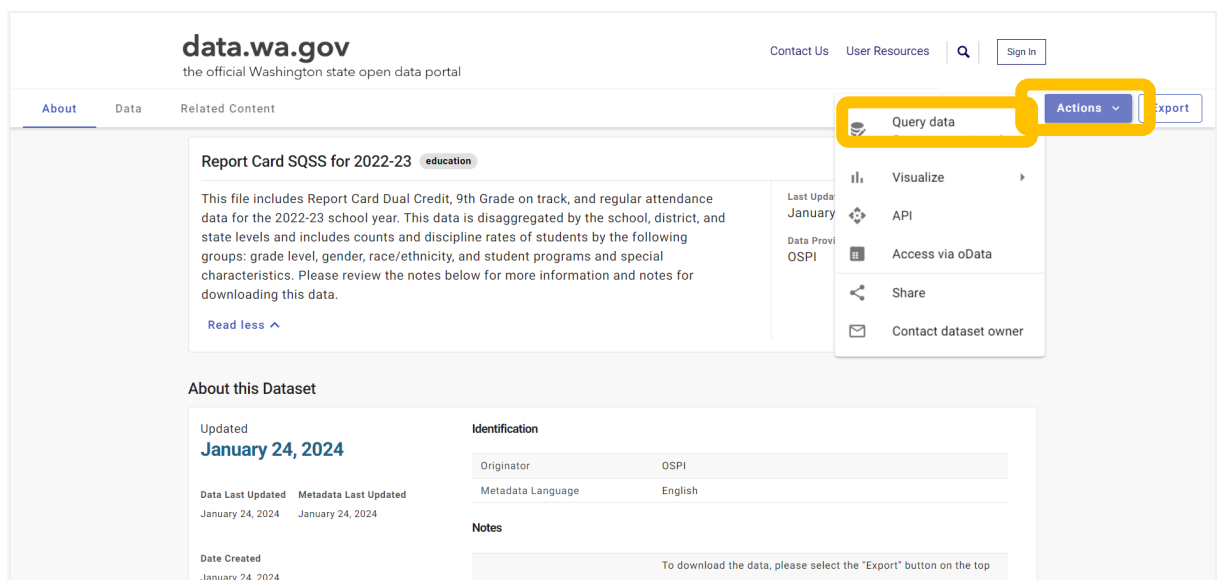 data.wa.gov
the official Washington state open data portal
Contact Us User Resources Sign In
About Data Related Content
Actions
Query data
Visualize
API
Access via oData
Share
Contact dataset owner
Report Card SQSS for 2022-23 education
This file includes Report Card Dual Credit, 9th Grade on track, and regular attendance
data for the 2022-23 school year. This data is disaggregated by the school, district, and
state levels and includes counts and discipline rates of students by the following
groups: grade level, gender, race/ethnicity, and student programs and special
characteristics. Please review the notes below for more information and notes for
downloading this data.
Read less
Last
January
Data
OSPI
About this Dataset
Updated
January 24, 2024
Data Last Updated Metadata Last Updated
January 24, 2024 January 24, 2024
Date Created
January 24, 2024
Identification
Originator OSPI
Metadata Language English
Notes
To download the data, please select the "Export" button on the top